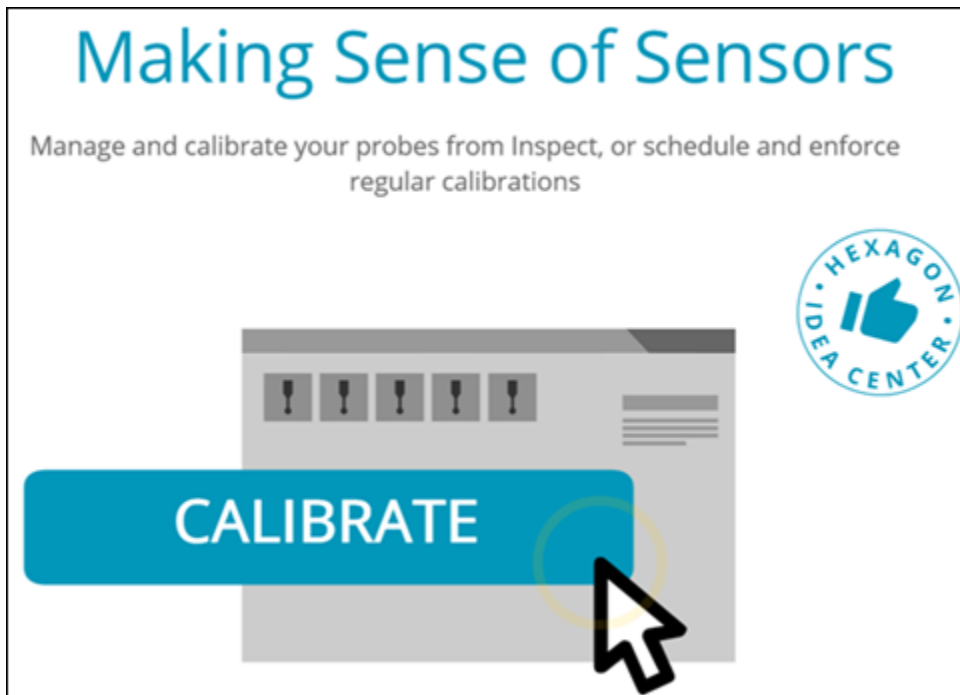 Making Sense of Sensors
Manage and calibrate your probes from Inspect, or schedule and enforce
regular calibrations
• HEXAGON •
IDEA CENTER
CALIBRATE